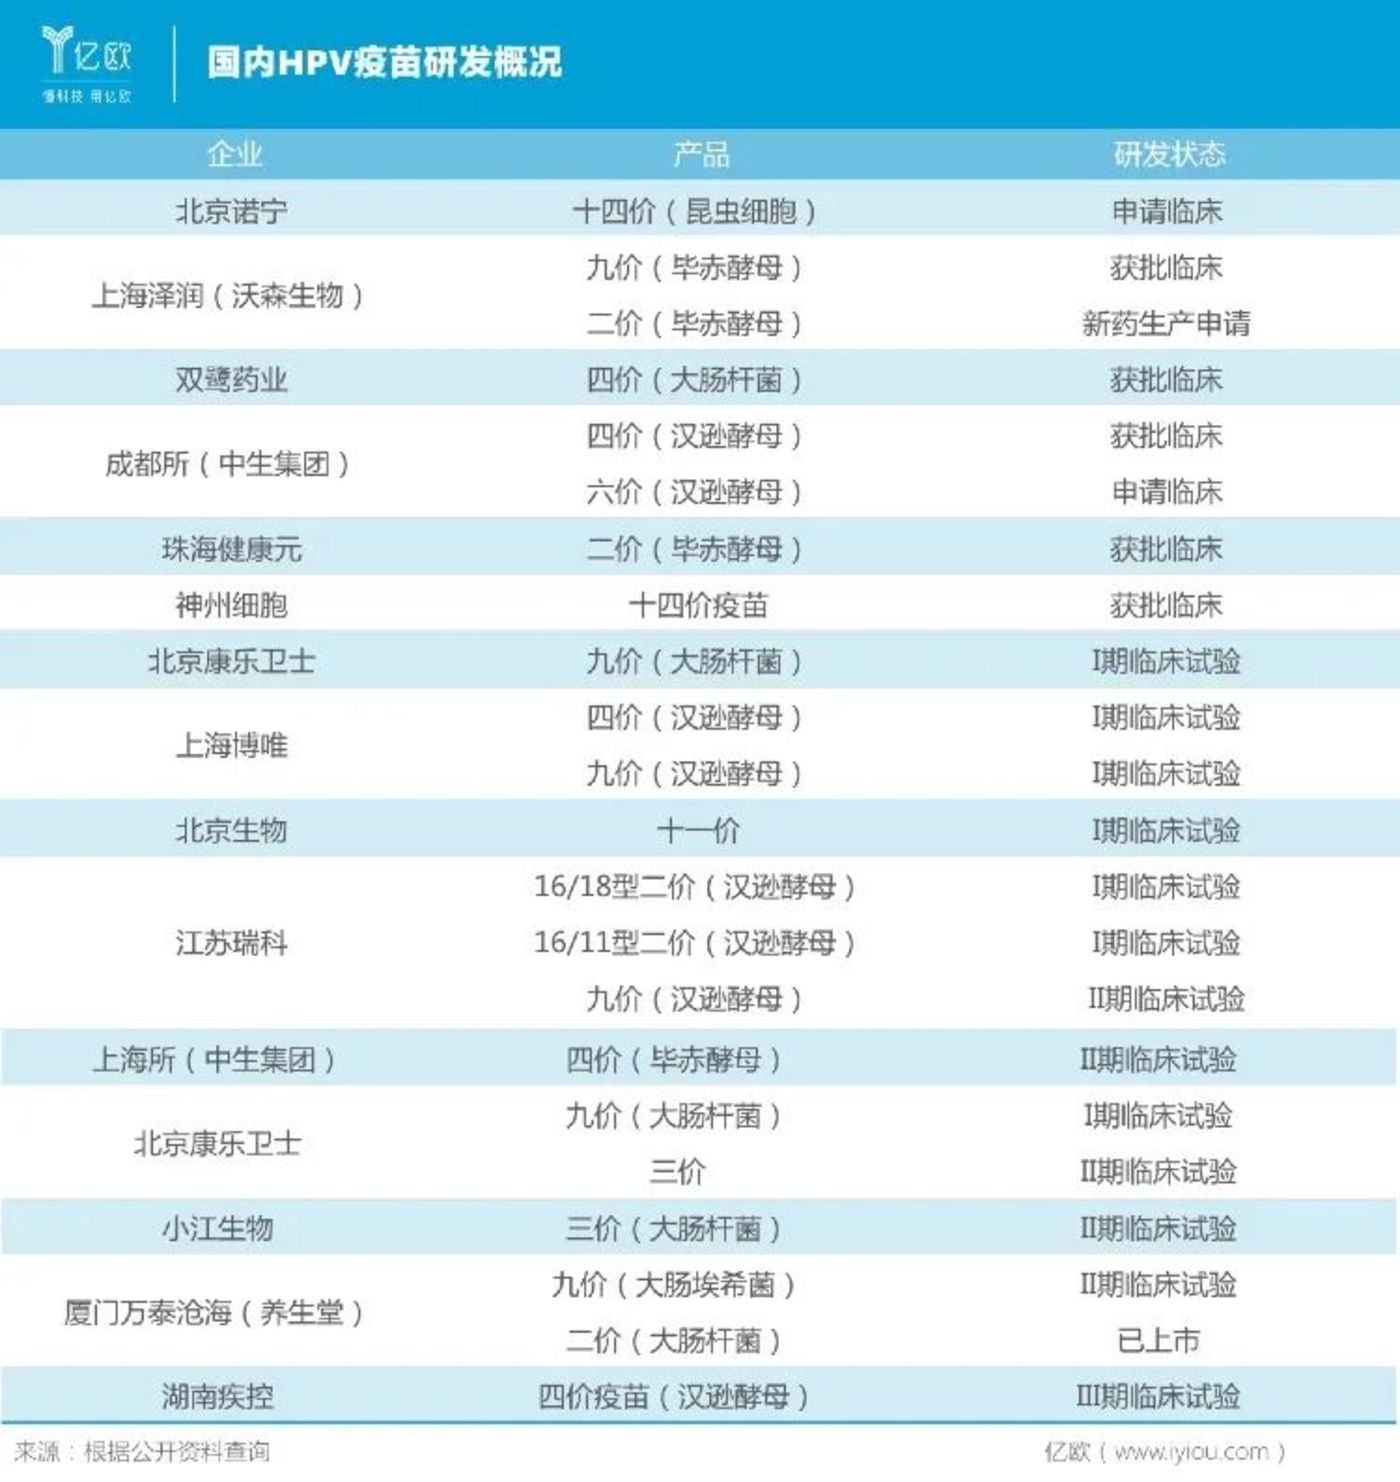 亿欧
懂科技 用亿欧
国内HPV疫苗研发概况
企业 产品 研发状态
北京诺宁 十四价（昆虫细胞） 申请临床
上海泽润（沃森生物） 九价（毕赤酵母） 获批临床
二价（毕赤酵母） 新药生产申请
双鹭药业 四价（大肠杆菌） 获批临床
成都所（中生集团） 四价（汉逊酵母） 获批临床
六价（汉逊酵母） 申请临床
珠海健康元 二价（毕赤酵母） 获批临床
神州细胞 十四价疫苗 获批临床
北京康乐卫士 九价（大肠杆菌） I期临床试验
上海博唯 四价（汉逊酵母） I期临床试验
九价（汉逊酵母） I期临床试验
北京生物 十一价 I期临床试验
江苏瑞科 16/18型二价（汉逊酵母） I期临床试验
16/11型二价（汉逊酵母） I期临床试验
九价（汉逊酵母） II期临床试验
上海所（中生集团） 四价（毕赤酵母） II期临床试验
北京康乐卫士 九价（大肠杆菌） I期临床试验
三价 II期临床试验
小江生物 三价（大肠杆菌） II期临床试验
厦门万泰沧海（养生堂） 九价（大肠埃希菌） II期临床试验
二价（大肠杆菌） 已上市
湖南疾控 四价疫苗（汉逊酵母） III期临床试验
来源：根据公开资料查询 亿欧（www.iyiou.com）